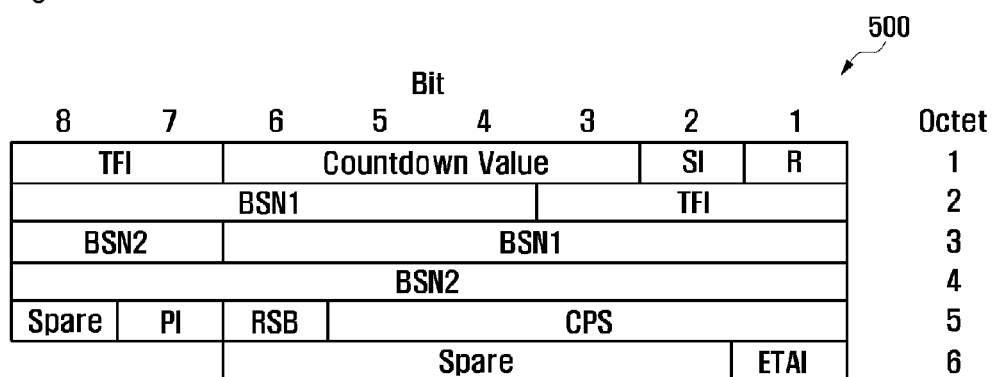 500
Bit
8 7 6 5 4 3 2 1 Octet
TFI Countdown Value SI R 1
BSN1 TFI 2
BSN2 BSN1 3
BSN2 4
Spare PI RSB CPS 5
Spare ETAI 6